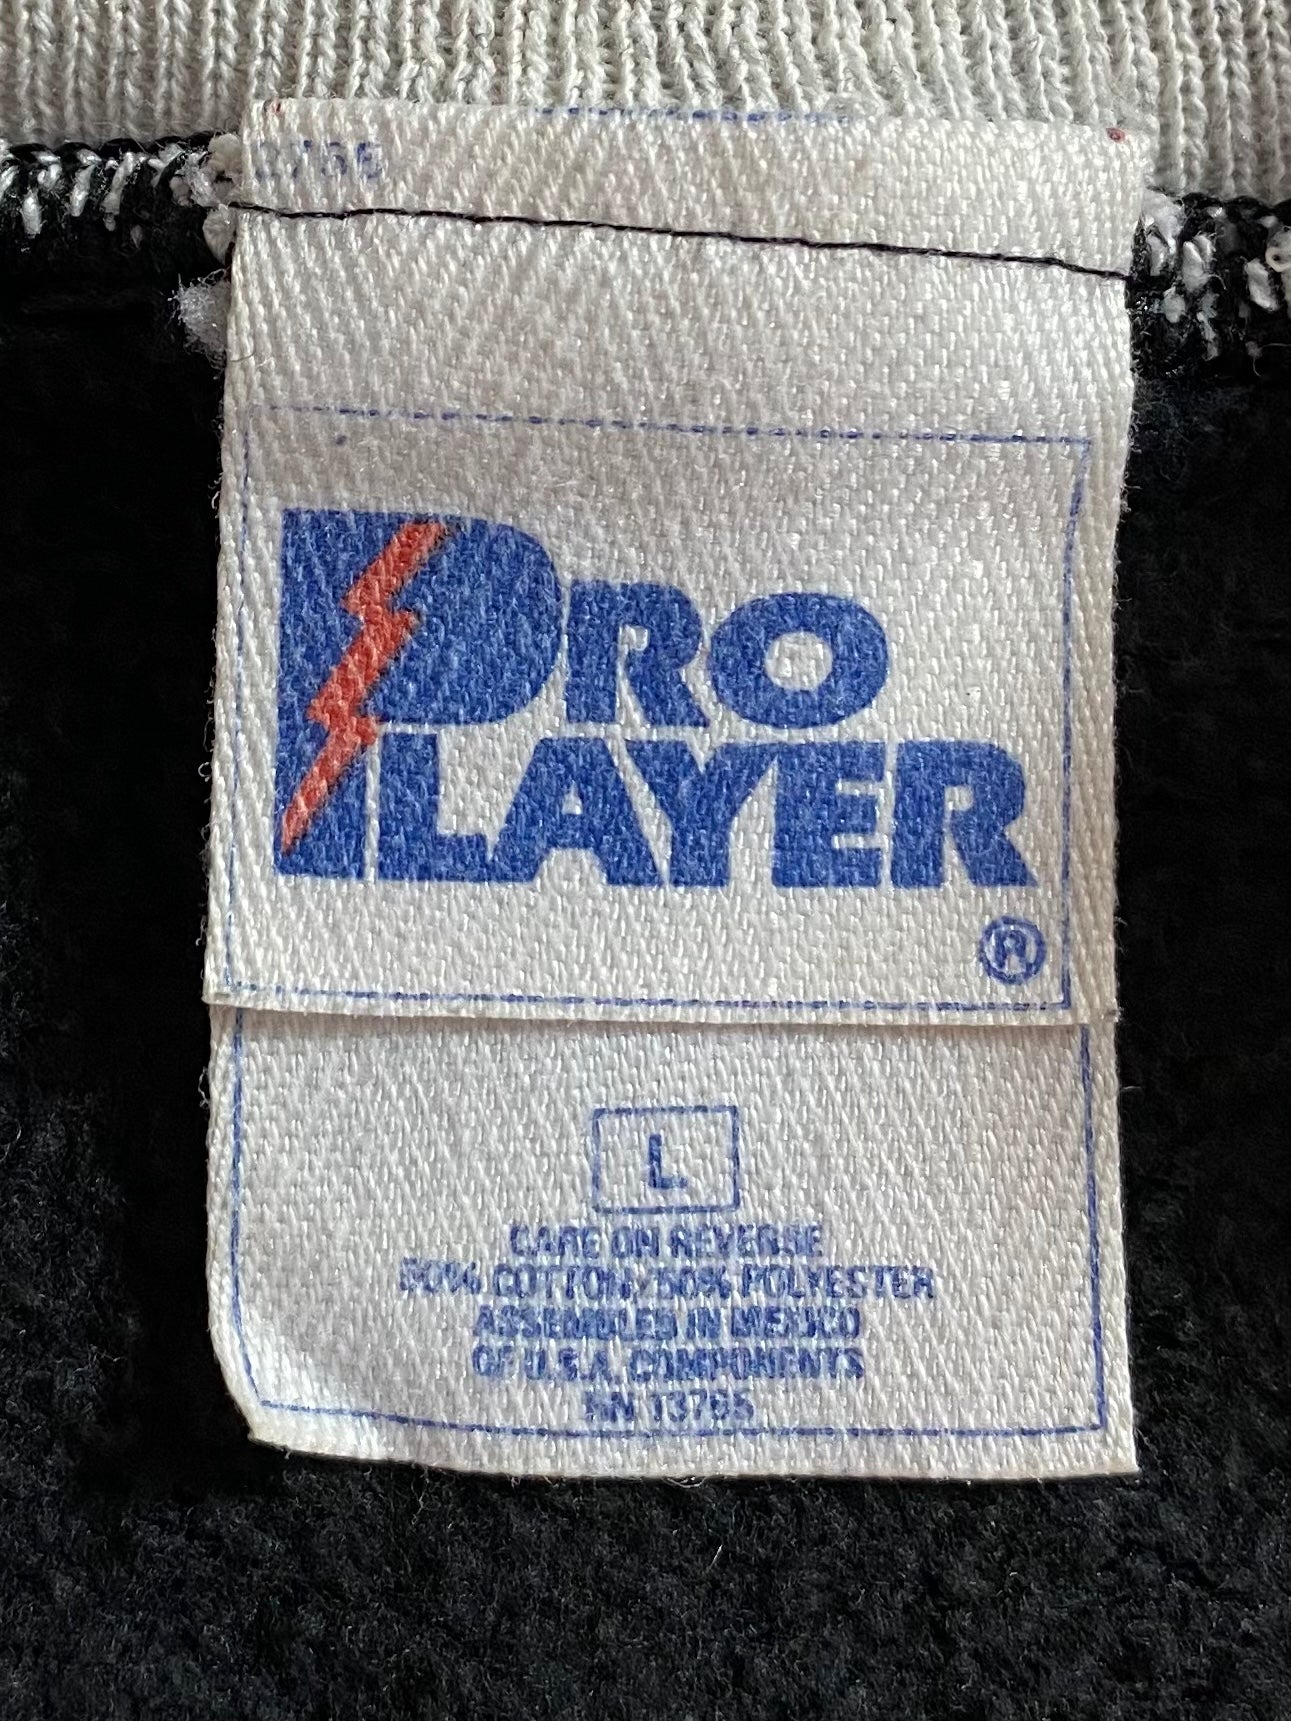 PRO
PLAYER
®
L
CARE ON REVERSE
50% COTTON/50% POLYESTER
ASSEMBLED IN MEXICO
OF U.S.A. COMPONENTS
RN 13765